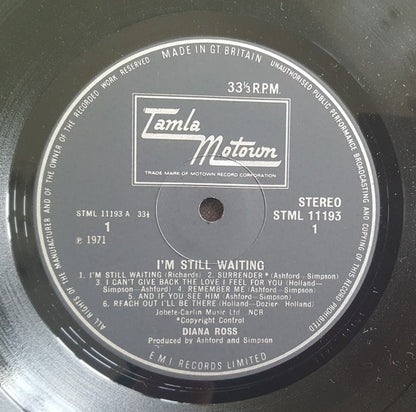 MADE IN GT BRITAIN
ALL RIGHTS OF THE MANUFACTURER AND OF THE OWNER OF THE RECORDED WORK RESERVED
UNAUTHORISED PUBLIC PERFORMANCE BROADCASTING AND COPYING OF THIS RECORD PROHIBITED
33⅓ R.P.M.
Tamla
Motown
TRADE MARK OF MOTOWN RECORD CORPORATION
STML 11193 A 33⅓
1
℗ 1971
STEREO
STML 11193
1
I'M STILL WAITING
1. I'M STILL WAITING (Richards) 2. SURRENDER * (Ashford - Simpson)
3. I CAN'T GIVE BACK THE LOVE I FEEL FOR YOU (Holland—
Simpson—Ashford) 4. REMEMBER ME (Ashford - Simpson)
5. AND IF YOU SEE HIM (Ashford - Simpson)
6. REACH OUT I'LL BE THERE (Holland—Dozier Holland)
Jobete-Carlin Music Ltd NCB
*Copyright Control
DIANA ROSS
Produced by Ashford and Simpson
E.M.I RECORDS LIMITED